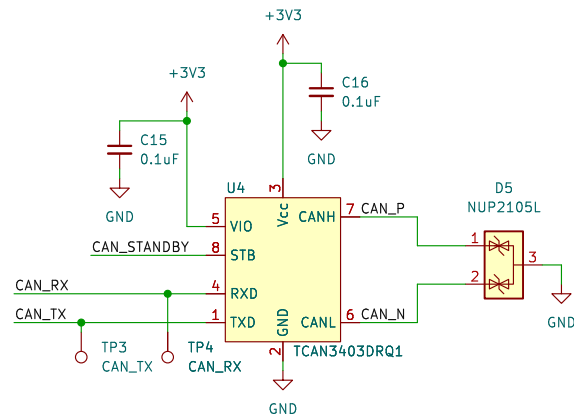 +3V3
+3V3
C16
0.1uF
GND
C15
0.1uF
GND
U4
3
Vcc
5
VIO
CANH
7
CAN_P
D5
NUP2105L
1
2
3
GND
CAN_STANDBY
8
STB
CAN_RX
4
RXD
CAN_TX
1
TXD
GND
2
CANL
6
CAN_N
TCAN3403DRQ1
TP3
CAN_TX
TP4
CAN_RX
GND